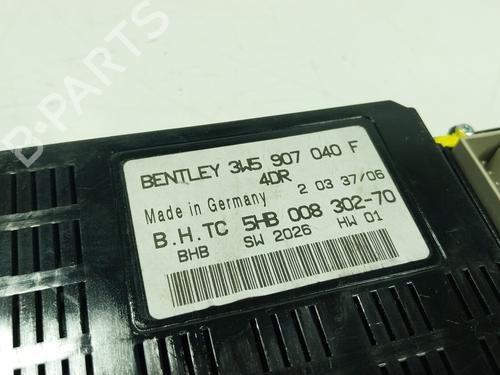 BENTLEY 3W5 907 040 F
4DR
Made in Germany 2 03 37/06
B.H.TC 5HB 008 302-70
BHB SW 2026 HW 01
B-PARTS